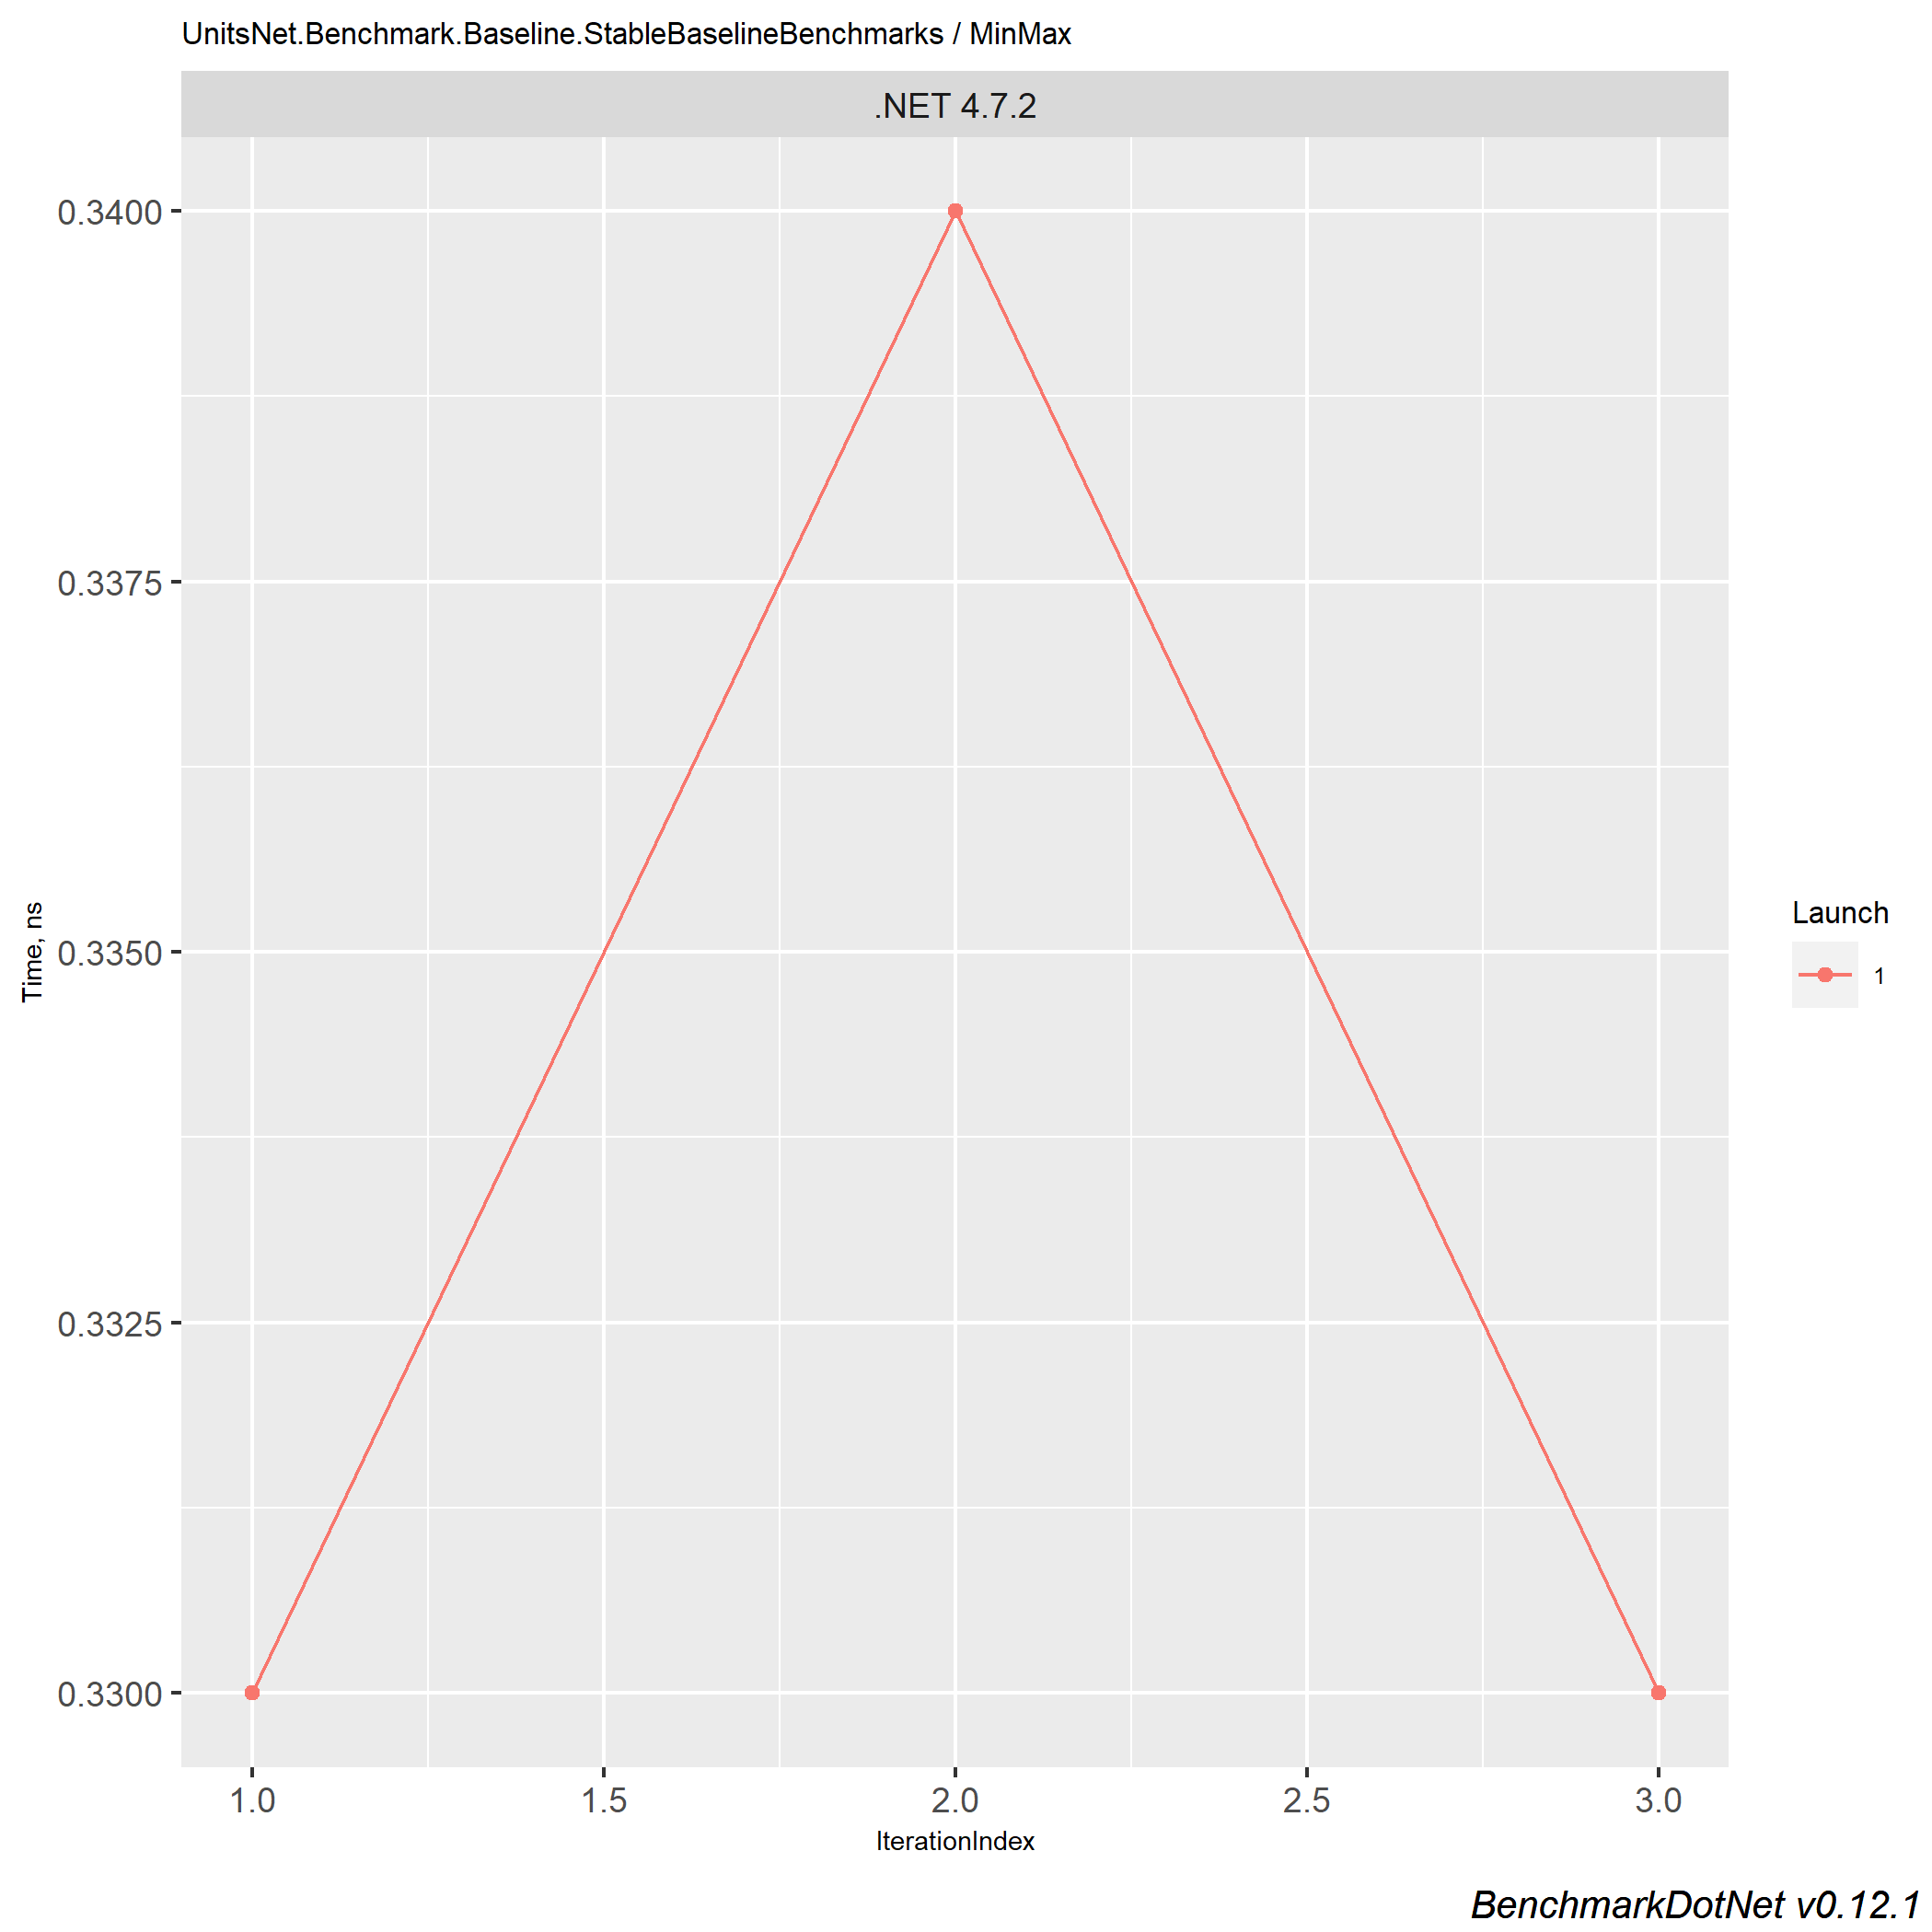 UnitsNet.Benchmark.Baseline.StableBaselineBenchmarks / MinMax
.NET 4.7.2
0.3400
0.3375
0.3350
0.3325
0.3300
Time, ns
1.0 1.5 2.0 2.5 3.0
IterationIndex
Launch
1
BenchmarkDotNet v0.12.1